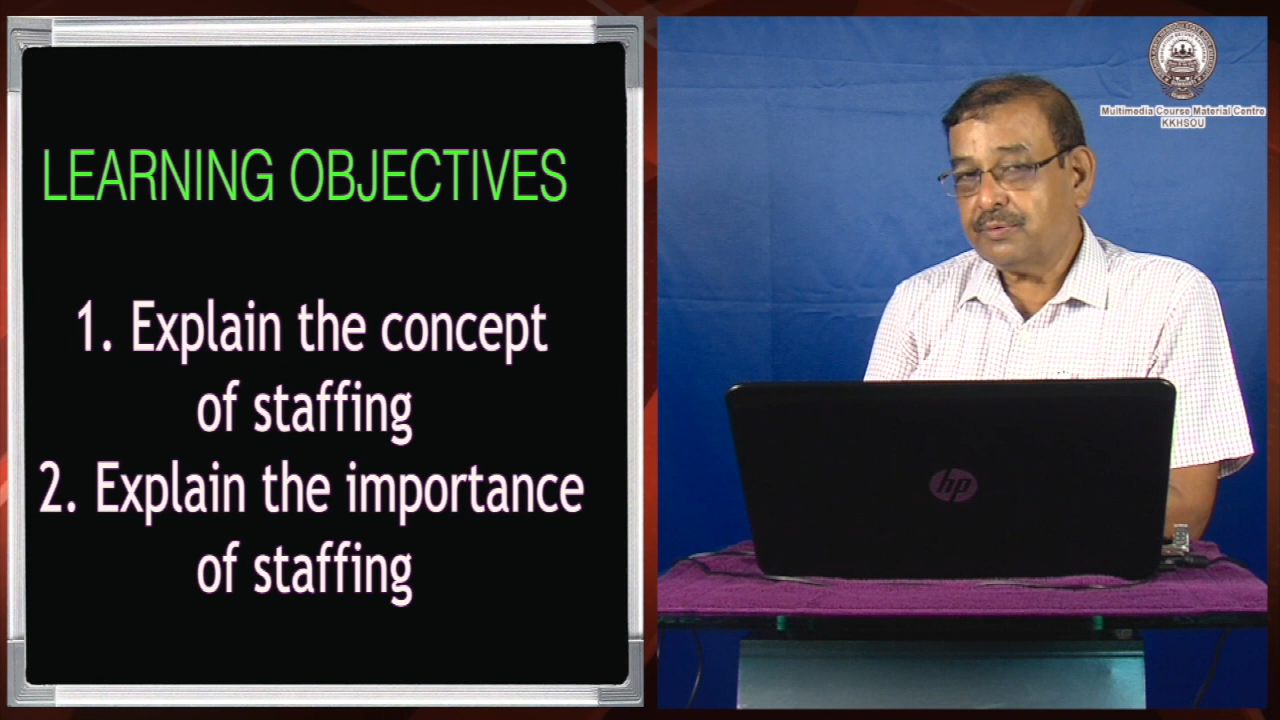 LEARNING OBJECTIVES
1. Explain the concept
of staffing
2. Explain the importance
of staffing
Multimedia Course Material Centre
KKHSOU
hp